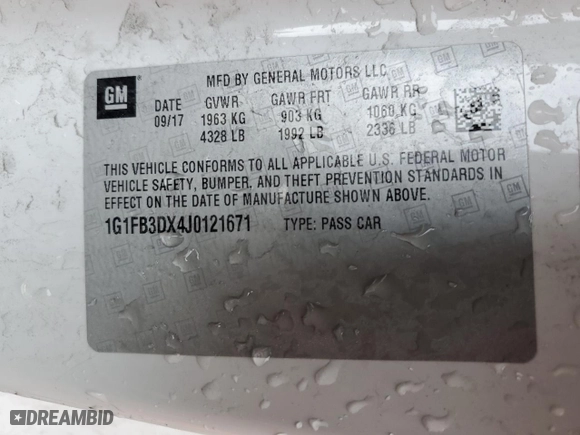 GM
MFD BY GENERAL MOTORS LLC
DATE GVWR GAWR FRT GAWR RR
09/17 1963 KG 903 KG 1060 KG
4328 LB 1992 LB 2336 LB
THIS VEHICLE CONFORMS TO ALL APPLICABLE U.S. FEDERAL MOTOR
VEHICLE SAFETY, BUMPER, AND THEFT PREVENTION STANDARDS IN
EFFECT ON THE DATE OF MANUFACTURE SHOWN ABOVE.
1G1FB3DX4J0121671 TYPE: PASS CAR
DREAMBID